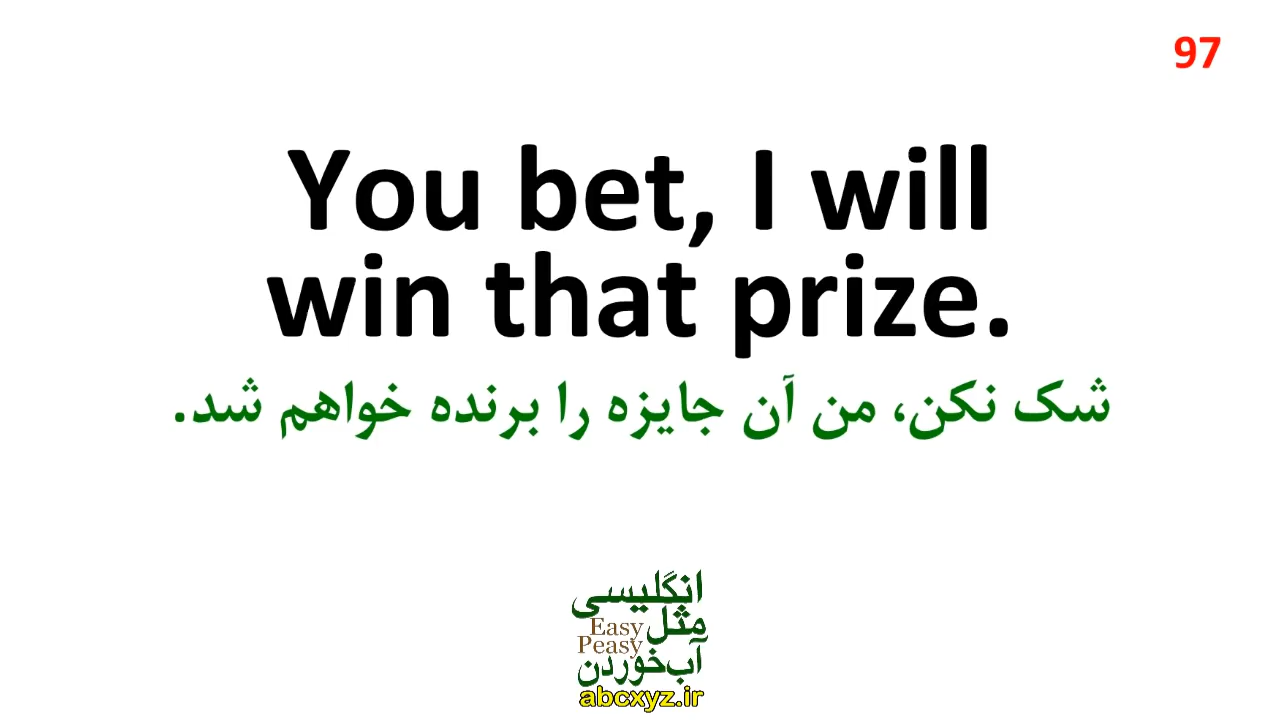 97
You bet, I will
win that prize.
شک نکن، من آن جایزه را برنده خواهم شد.
انگلیسی
مثل
Easy
Peasy
آب‌خوردن
abcxyz.ir